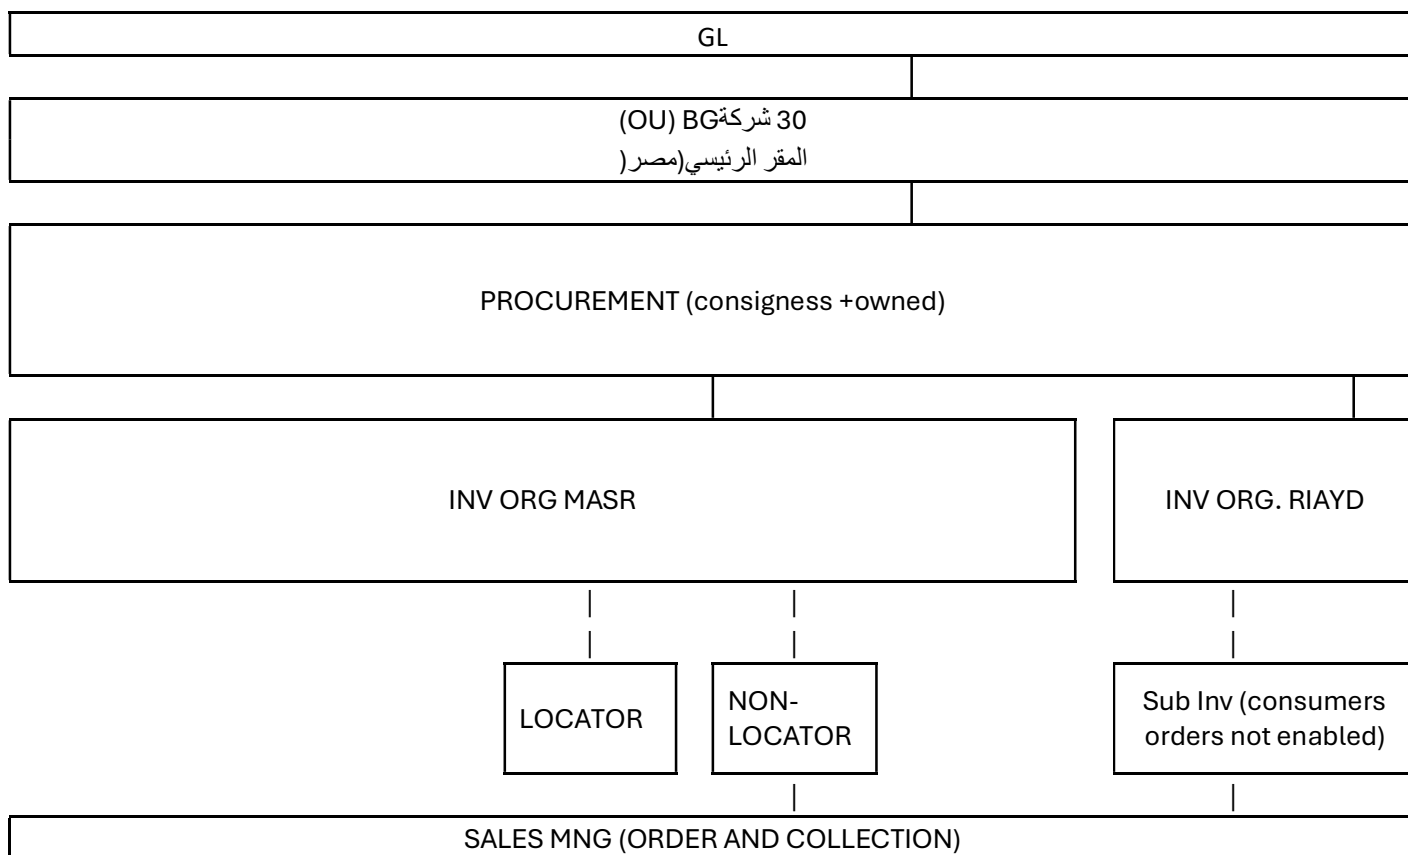 GL
30 شركةBG (OU)
المقر الرئيسي(مصر(
PROCUREMENT (consigness +owned)
INV ORG MASR
INV ORG. RIAYD
LOCATOR
NON-
LOCATOR
Sub Inv (consumers
orders not enabled)
SALES MNG (ORDER AND COLLECTION)